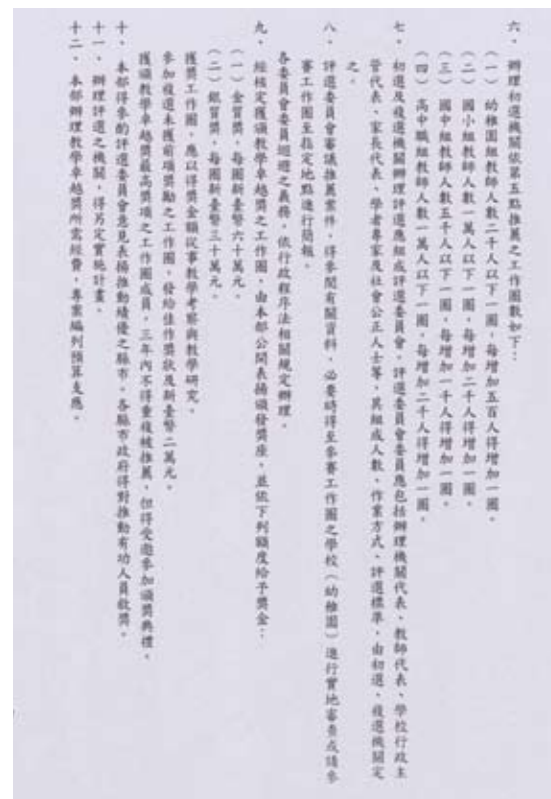 六、辦理初選機關依第五點推薦之工作團數如下：
（一）幼稚園組教師人數二千人以下一團，每增加五百人得增加一團。
（二）國小組教師人數一萬人以下一團，每增加二千人得增加一團。
（三）國中組教師人數五千人以下一團，每增加一千人得增加一團。
（四）高中職組教師人數一萬人以下一團，每增加二千人得增加一團。
七、初選及複選機關辦理評選應組成評選委員會，評選委員會委員應包括辦理機關代表、教師代表、學校行政主
管代表、家長代表、學者專家及社會公正人士等，其組成人數、作業方式、評選標準，由初選、複選機關定
之。
八、評選委員會審議推薦案件，得參閱有關資料，必要時得至參賽工作團之學校（幼稚園）進行實地審查或請參
賽工作團至指定地點進行簡報。
各委員會委員迴避之義務，依行政程序法相關規定辦理。
九、經核定獲頒教學卓越獎之工作團，由本部公開表揚頒發獎座，並依下列額度給予獎金：
（一）金質獎，每團新臺幣六十萬元。
（二）銀質獎，每團新臺幣三十萬元。
獲獎工作團，應以得獎金額從事教學考察與教學研究。
參加複選未獲前項獎勵之工作團，發給佳作獎狀及新臺幣二萬元。
獲頒教學卓越獎最高獎項之工作團成員，三年內不得重複被推薦，但得受邀參加頒獎典禮。
十、本部得參酌評選委員會意見表揚推動績優之縣市，各縣市政府得對推動有功人員敘獎。
十一、辦理評選之機關，得另定實施計畫。
十二、本部辦理教學卓越獎所需經費，專案編列預算支應。